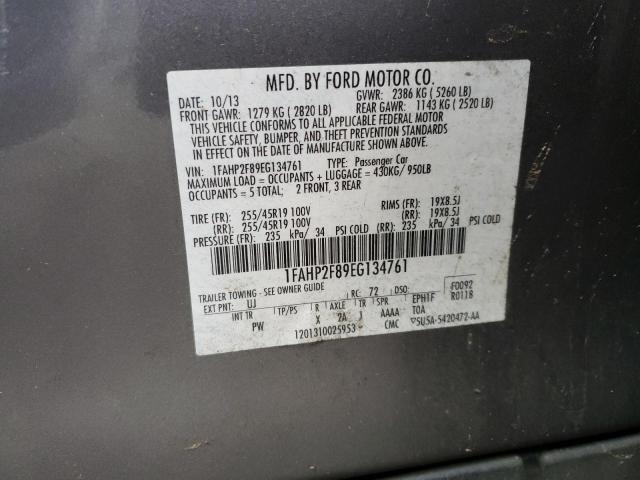 MFD. BY FORD MOTOR CO.
DATE: 10/13 GVWR: 2386 KG ( 5260 LB)
FRONT GAWR: 1279 KG ( 2820 LB) REAR GAWR: 1143 KG ( 2520 LB)
THIS VEHICLE CONFORMS TO ALL APPLICABLE FEDERAL MOTOR
VEHICLE SAFETY, BUMPER, AND THEFT PREVENTION STANDARDS
IN EFFECT ON THE DATE OF MANUFACTURE SHOWN ABOVE.
VIN: 1FAHP2F89EG134761 TYPE: Passenger Car
MAXIMUM LOAD = OCCUPANTS + LUGGAGE = 430KG/ 950LB
OCCUPANTS = 5 TOTAL; 2 FRONT, 3 REAR
TIRE (FR): 255/45R19 100V RIMS (FR): 19X8.5J
(RR): 255/45R19 100V (RR): 19X8.5J
PRESSURE (FR): 235 kPa/ 34 PSI COLD (RR): 235 kPa/ 34 PSI COLD
1FAHP2F89EG134761
TRAILER TOWING - SEE OWNER GUIDE RC: 72 DSO: F0092
EXT PNT: UJ R0118
INT TR TP/PS R AXLE TR SPR EPH1F
PW X 2A J AAAA TOA
1201310025953 CMC 5U5A-5420472-AA